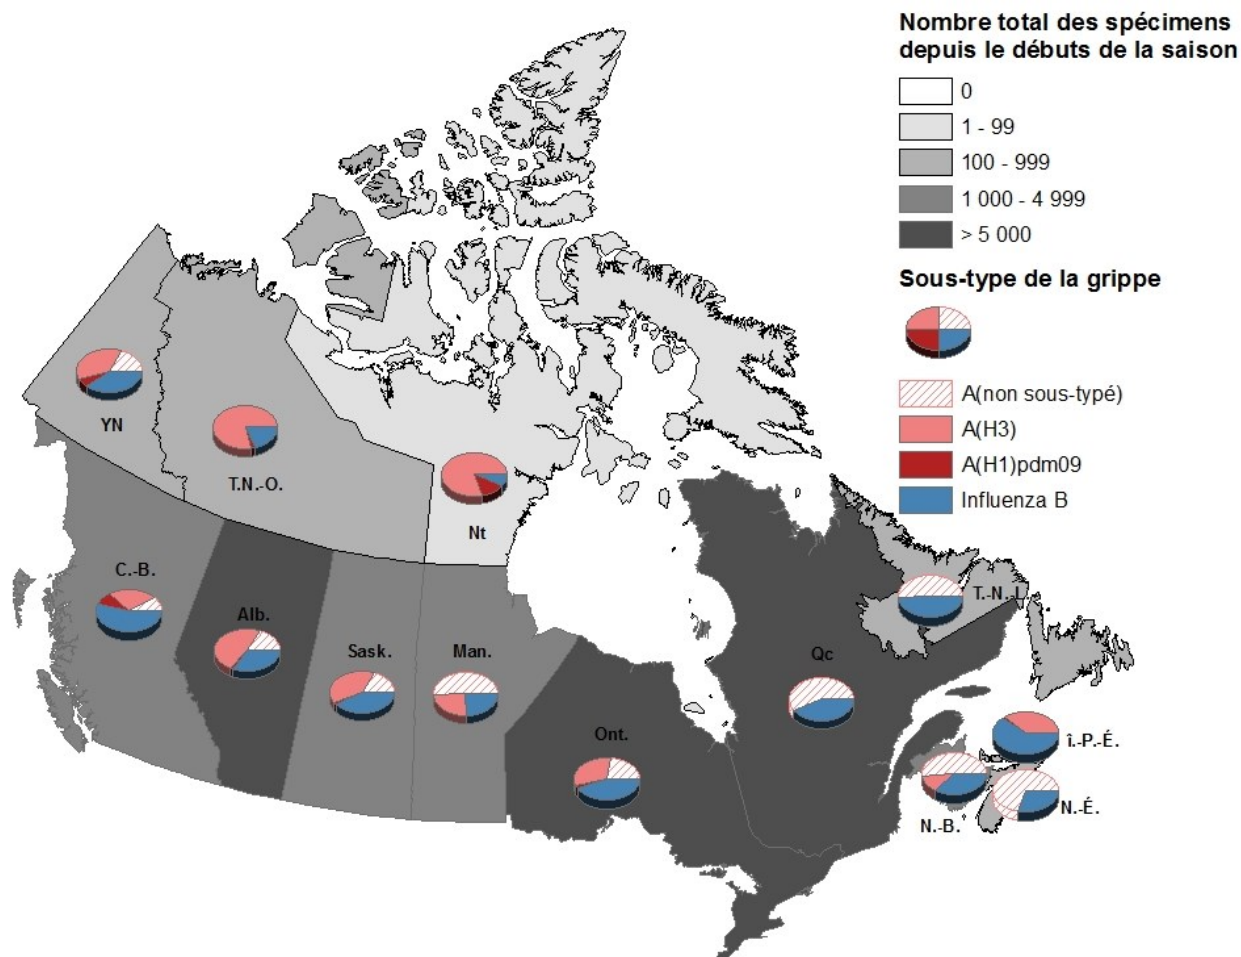 Nombre total des spécimens
depuis le débuts de la saison
0
1 - 99
100 - 999
1 000 - 4 999
> 5 000
Sous-type de la grippe
A(non sous-typé)
A(H3)
A(H1)pdm09
Influenza B
YN
T.N.-O.
Nt
C.-B.
Alb.
Sask.
Man.
Ont.
Qc
T.-N.-L
î.-P.-É.
N.-B.
N.-É.